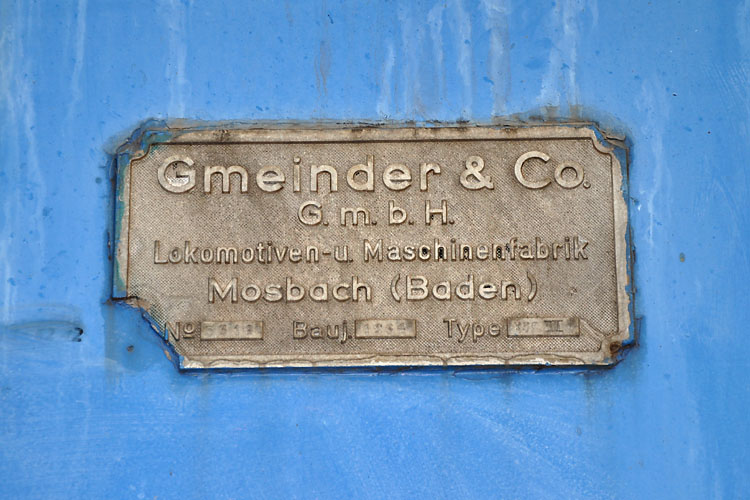 Gmeinder & Co.
G.m.b.H.
Lokomotiven-u. Maschinenfabrik
Mosbach (Baden)
No Bauj. Type